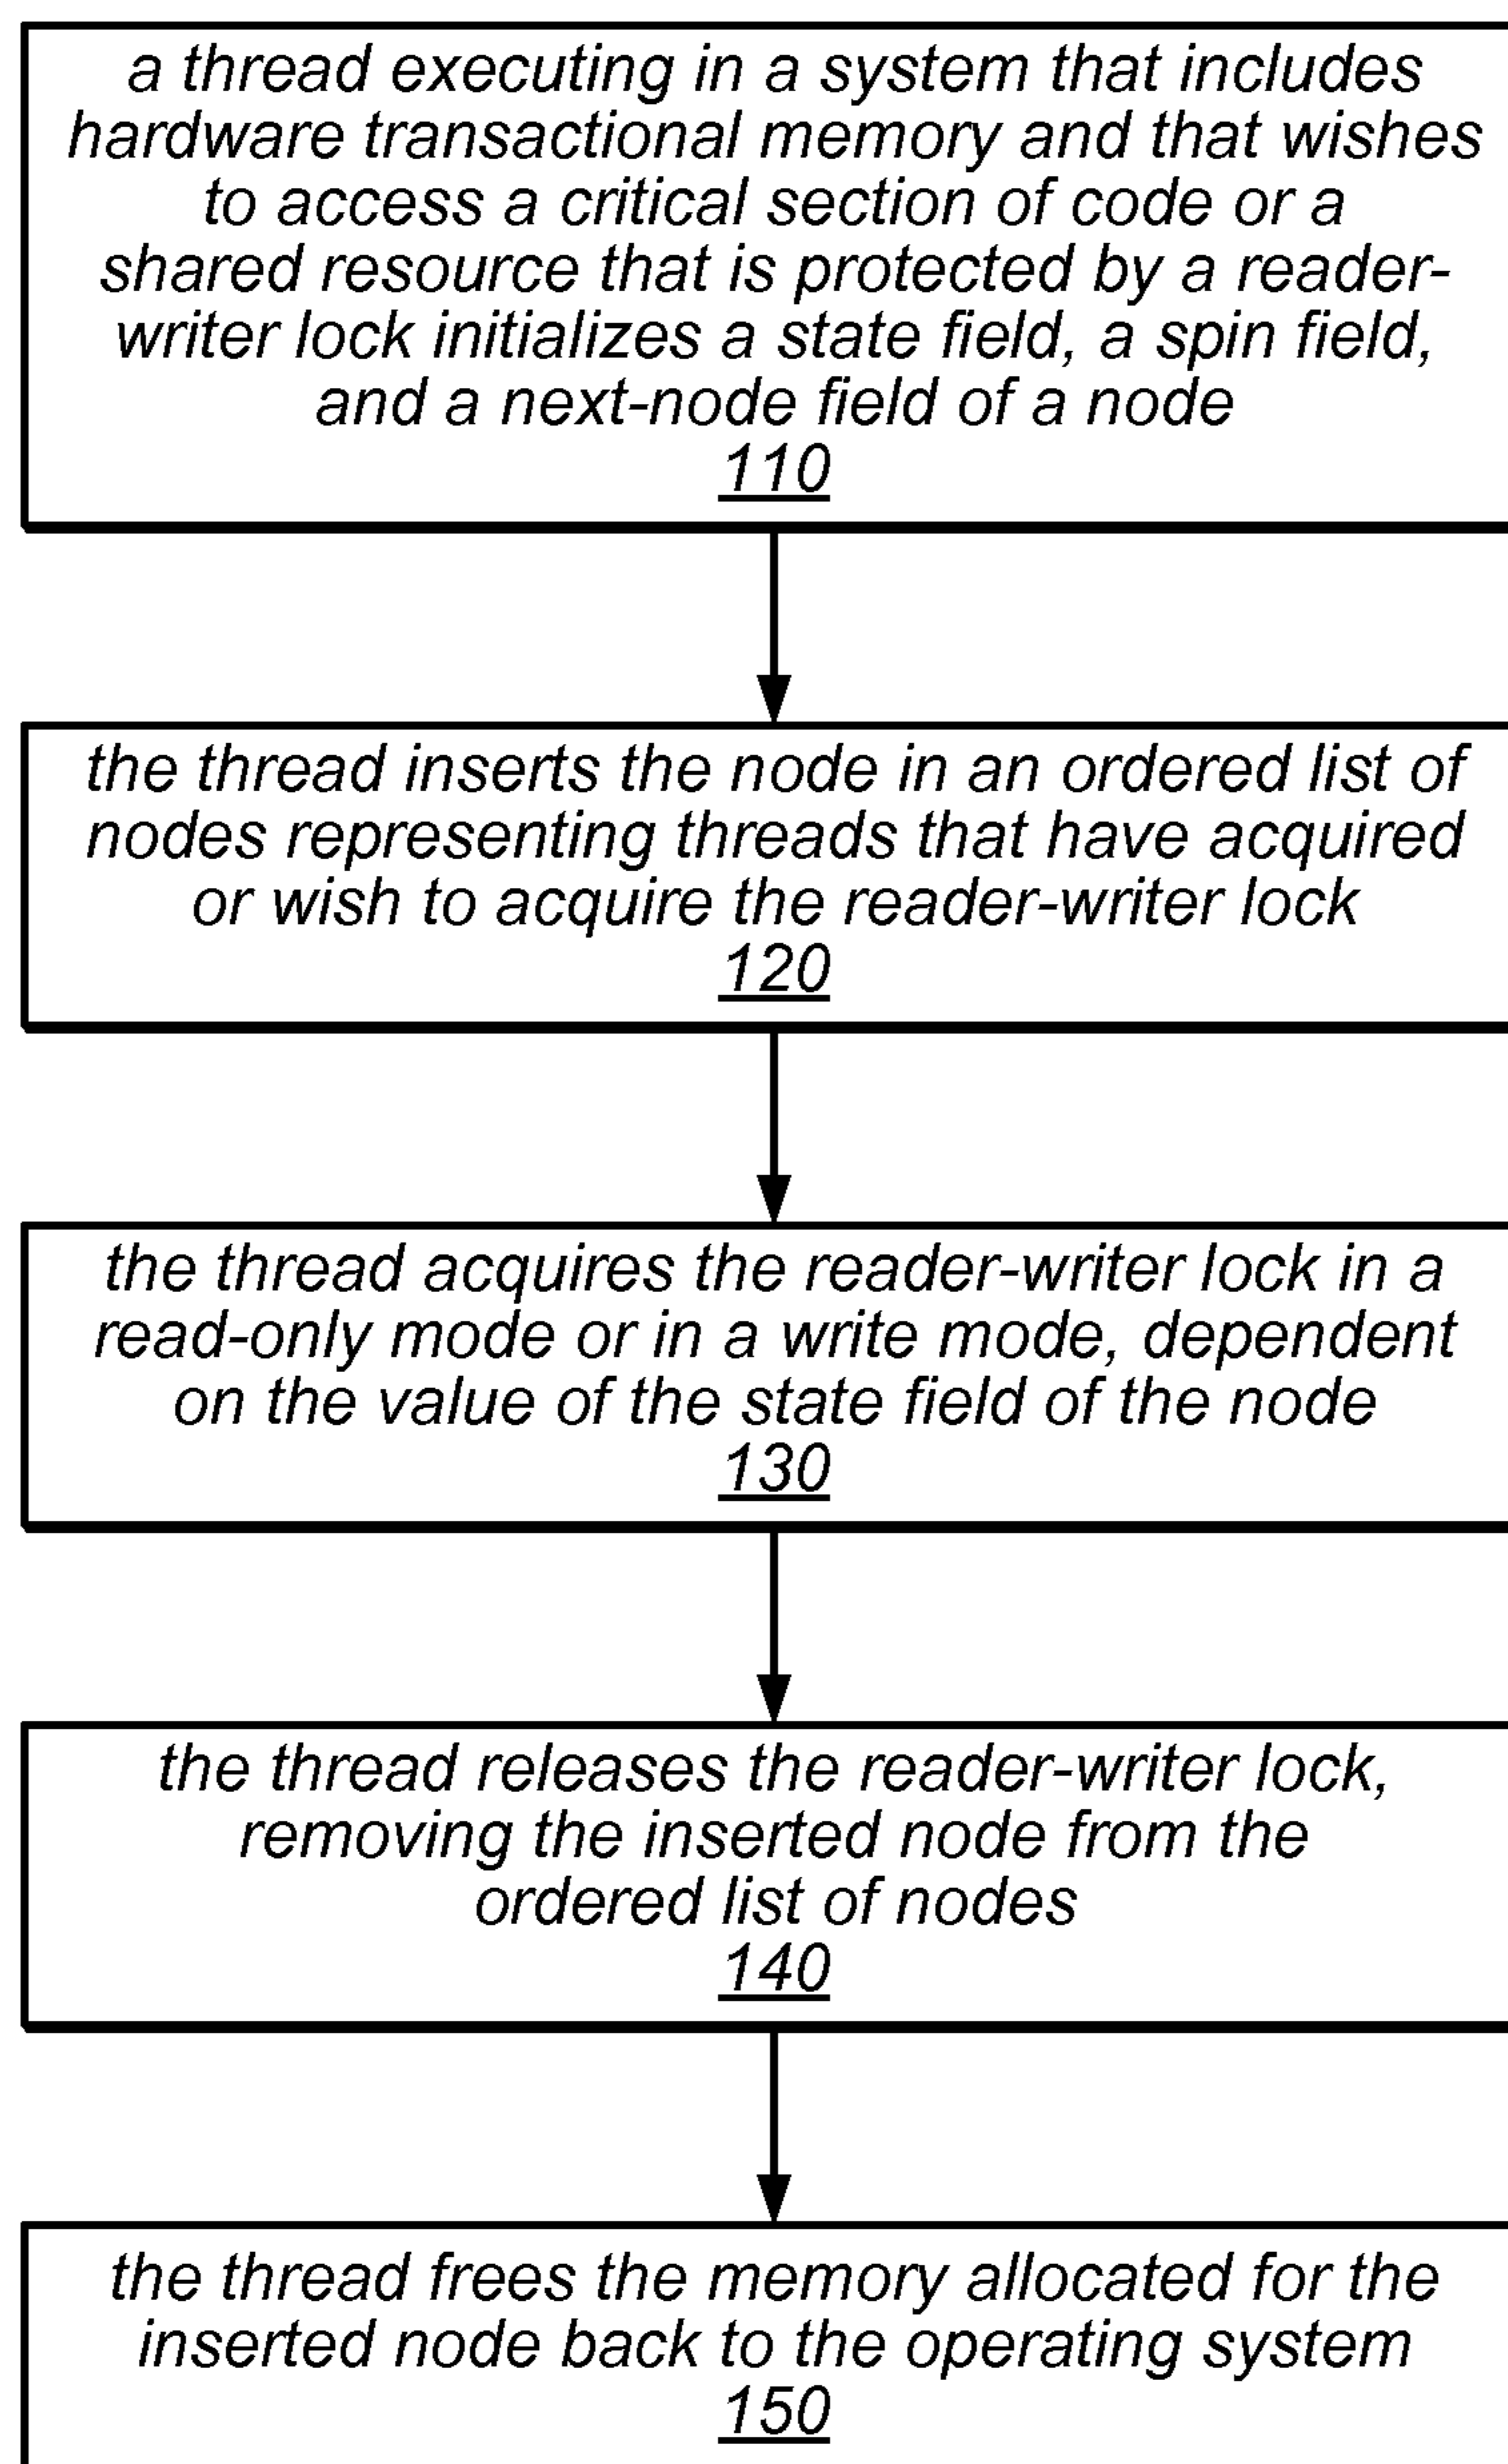 a thread executing in a system that includes
hardware transactional memory and that wishes
to access a critical section of code or a
shared resource that is protected by a reader-
writer lock initializes a state field, a spin field,
and a next-node field of a node
110
the thread inserts the node in an ordered list of
nodes representing threads that have acquired
or wish to acquire the reader-writer lock
120
the thread acquires the reader-writer lock in a
read-only mode or in a write mode, dependent
on the value of the state field of the node
130
the thread releases the reader-writer lock,
removing the inserted node from the
ordered list of nodes
140
the thread frees the memory allocated for the
inserted node back to the operating system
150